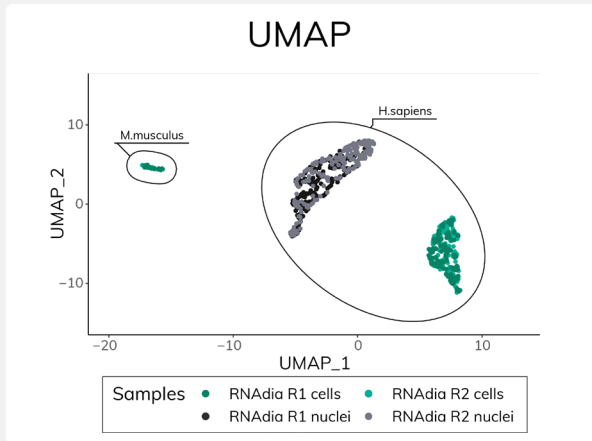 UMAP
H.sapiens
M.musculus
10
0
−10
UMAP_2
−20 −10 0 10
UMAP_1
Samples RNAdia R1 cells RNAdia R2 cells
RNAdia R1 nuclei RNAdia R2 nuclei